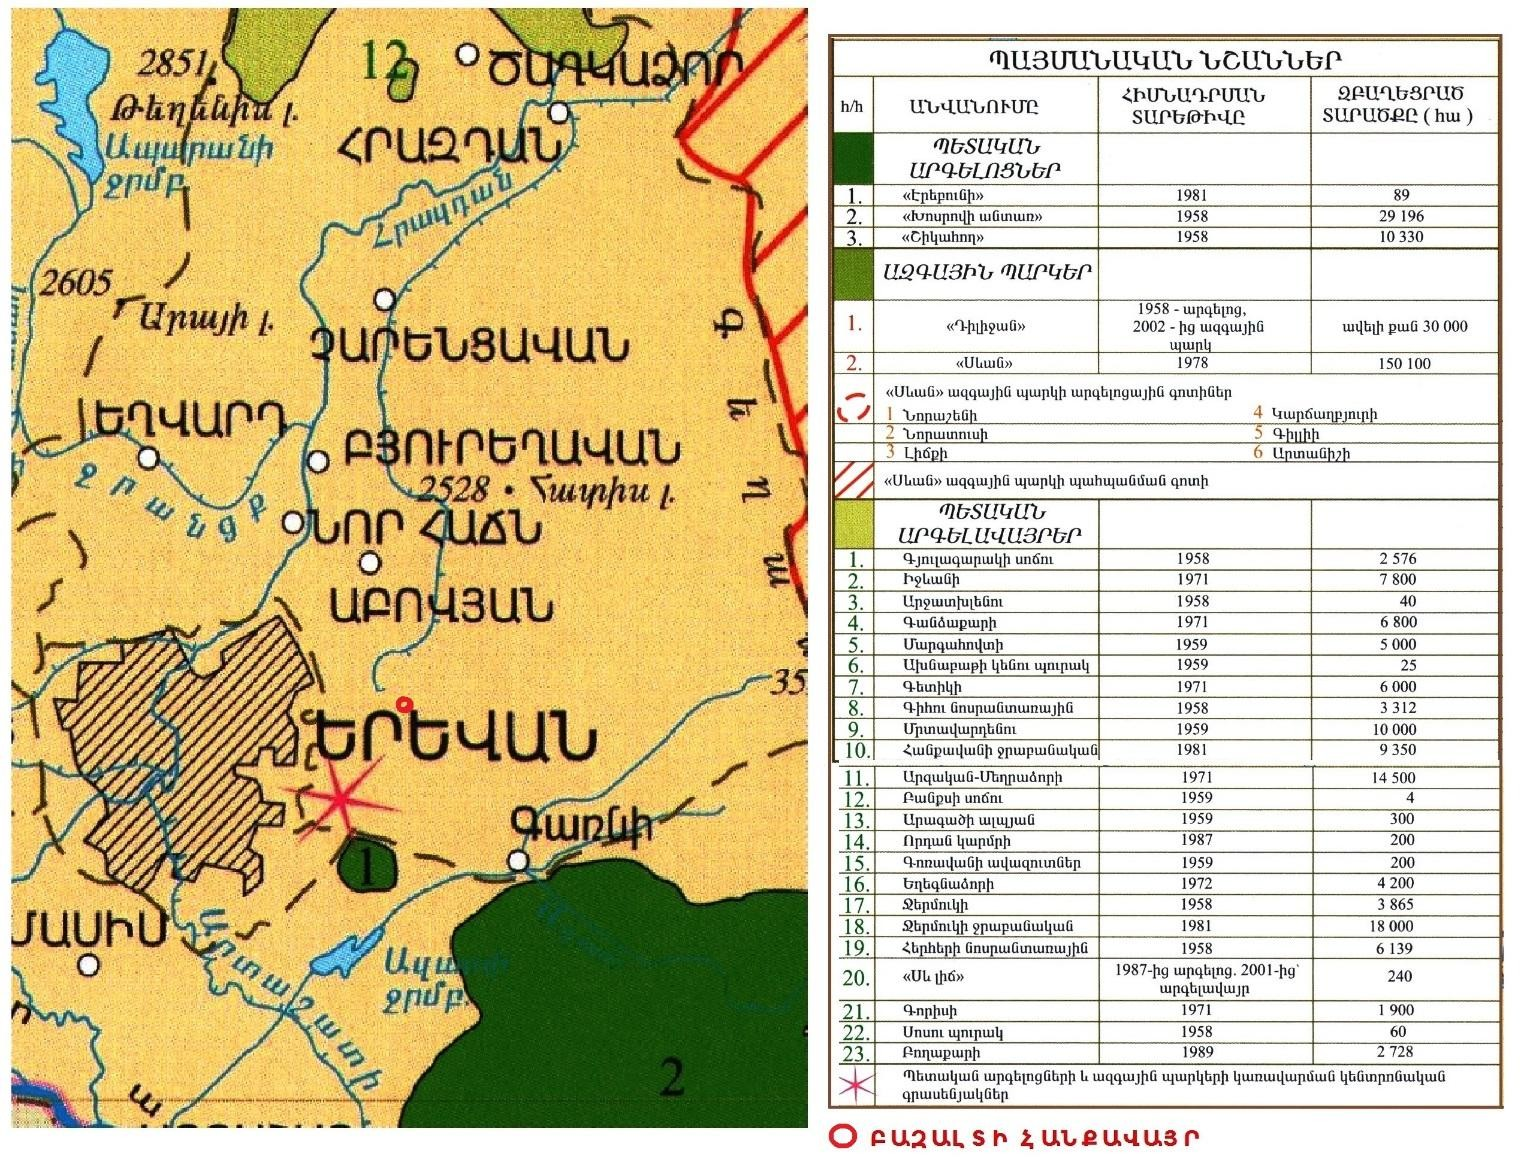 12
ԾԱՂԿԱՁՈՐ
2851
Թեղենիս լ.
ՀՐԱԶԴԱՆ
Ապարանի
ջրմբ.
Հրազդան
2605
Արայի լ.
ՉԱՐԵՆՑԱՎԱՆ
Գ
ե
ղ
ա
ԵՂՎԱՐԴ
ԲՅՈՒՐԵՂԱՎԱՆ
2528 • Հատիս լ.
Ջրանցք
ՆՈՐ ՀԱՃՆ
ԱԲՈՎՅԱՆ
35
ԵՐԵՎԱՆ
Գառնի
1
ՄԱՍԻՍ
Ազատի
ջրմբ.
Արտաշատի
Ազատ
2
ՊԱՅՄԱՆԱԿԱՆ ՆՇԱՆՆԵՐ
հ/հ ԱՆՎԱՆՈՒՄԸ ՀԻՄՆԱԴՐՄԱՆ ՏԱՐԵԹԻՎԸ ԶԲԱՂԵՑՐԱԾ ՏԱՐԱԾՔԸ ( հա )
ՊԵՏԱԿԱՆ
ԱՐԳԵԼՈՑՆԵՐ
1. «Էրեբունի» 1981 89
2. «Խոսրովի անտառ» 1958 29 196
3. «Շիկահող» 1958 10 330
ԱԶԳԱՅԻՆ ՊԱՐԿԵՐ
1. «Դիլիջան» 1958 - արգելոց, 2002 - ից ազգային պարկ ավելի քան 30 000
2. «Սևան» 1978 150 100
«Սևան» ազգային պարկի արգելոցային գոտիներ
1 Նորաշենի 4 Կարճաղբյուրի
2 Նորատուսի 5 Գիլլիի
3 Լիճքի 6 Արտանիշի
«Սևան» ազգային պարկի պահպանման գոտի
ՊԵՏԱԿԱՆ
ԱՐԳԵԼԱՎԱՅՐԵՐ
1. Գյուլագարակի սոճու 1958 2 576
2. Իջևանի 1971 7 800
3. Արջատխլենու 1958 40
4. Գանձաքարի 1971 6 800
5. Մարգահովտի 1959 5 000
6. Ախնաբաթի կենու պուրակ 1959 25
7. Գետիկի 1971 6 000
8. Գիհու նոսրանտառային 1958 3 312
9. Մրտավարդենու 1959 10 000
10. Հանքավանի ջրաբանական 1981 9 350
11. Արզական-Մեղրաձորի 1971 14 500
12. Բանքսի սոճու 1959 4
13. Արագածի ալպյան 1959 300
14. Որդան կարմրի 1987 200
15. Գոռավանի ավազուտներ 1959 200
16. Եղեգնաձորի 1972 4 200
17. Ջերմուկի 1958 3 865
18. Ջերմուկի ջրաբանական 1981 18 000
19. Հերհերի նոսրանտառային 1958 6 139
20. «Սև լիճ» 1987-ից արգելոց. 2001-ից՝ արգելավայր 240
21. Գորիսի 1971 1 900
22. Սոսու պուրակ 1958 60
23. Բողաքարի 1989 2 728
Պետական արգելոցների և ազգային պարկերի կառավարման կենտրոնական
գրասենյակներ
ԲԱԶԱԼՏԻ ՀԱՆՔԱՎԱՅՐ